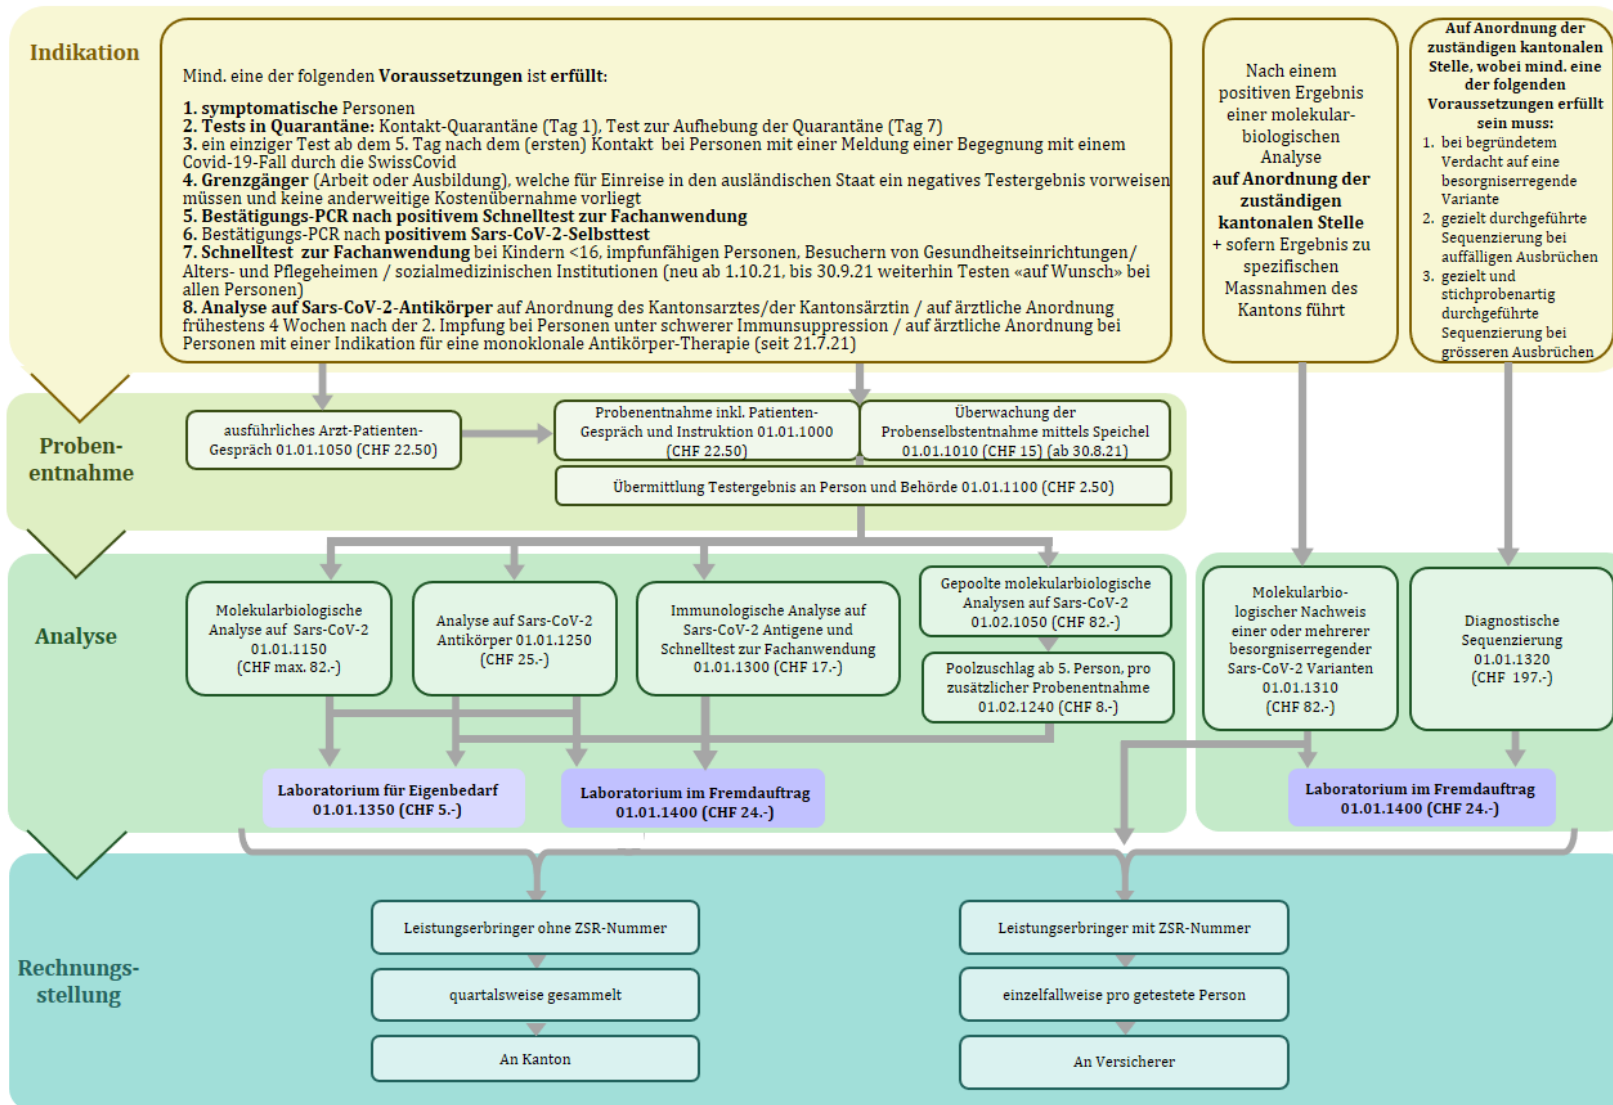 Indikation
Mind. eine der folgenden Voraussetzungen ist erfüllt:
1. symptomatische Personen
2. Tests in Quarantäne: Kontakt-Quarantäne (Tag 1), Test zur Aufhebung der Quarantäne (Tag 7)
3. ein einziger Test ab dem 5. Tag nach dem (ersten) Kontakt bei Personen mit einer Meldung einer Begegnung mit einem
Covid-19-Fall durch die SwissCovid
4. Grenzgänger (Arbeit oder Ausbildung), welche für Einreise in den ausländischen Staat ein negatives Testergebnis vorweisen
müssen und keine anderweitige Kostenübernahme vorliegt
5. Bestätigungs-PCR nach positivem Schnelltest zur Fachanwendung
6. Bestätigungs-PCR nach positivem Sars-CoV-2-Selbsttest
7. Schnelltest zur Fachanwendung bei Kindern <16, impfunfähigen Personen, Besuchern von Gesundheitseinrichtungen/
Alters- und Pflegeheimen / sozialmedizinischen Institutionen (neu ab 1.10.21, bis 30.9.21 weiterhin Testen «auf Wunsch» bei
allen Personen)
8. Analyse auf Sars-CoV-2-Antikörper auf Anordnung des Kantonsarztes/der Kantonsärztin / auf ärztliche Anordnung
frühestens 4 Wochen nach der 2. Impfung bei Personen unter schwerer Immunsuppression / auf ärztliche Anordnung bei
Personen mit einer Indikation für eine monoklonale Antikörper-Therapie (seit 21.7.21)
Nach einem
positiven Ergebnis
einer molekular-
biologischen
Analyse
auf Anordnung der
zuständigen
kantonalen Stelle
+ sofern Ergebnis zu
spezifischen
Massnahmen des
Kantons führt
Auf Anordnung der
zuständigen kantonalen
Stelle, wobei mind. eine
der folgenden
Voraussetzungen erfüllt
sein muss:
1. bei begründetem
Verdacht auf eine
besorgniserregende
Variante
2. gezielt durchgeführte
Sequenzierung bei
auffälligen Ausbrüchen
3. gezielt und
stichprobenartig
durchgeführte
Sequenzierung bei
grösseren Ausbrüchen
Proben-
entnahme
ausführliches Arzt-Patienten-
Gespräch 01.01.1050 (CHF 22.50)
Probenentnahme inkl. Patienten-
Gespräch und Instruktion 01.01.1000
(CHF 22.50)
Überwachung der
Probenselbstentnahme mittels Speichel
01.01.1010 (CHF 15) (ab 30.8.21)
Übermittlung Testergebnis an Person und Behörde 01.01.1100 (CHF 2.50)
Analyse
Molekularbiologische
Analyse auf Sars-CoV-2
01.01.1150
(CHF max. 82.-)
Analyse auf Sars-CoV-2
Antikörper 01.01.1250
(CHF 25.-)
Immunologische Analyse auf
Sars-CoV-2 Antigene und
Schnelltest zur Fachanwendung
01.01.1300 (CHF 17.-)
Gepoolte molekularbiologische
Analysen auf Sars-CoV-2
01.02.1050 (CHF 82.-)
Poolzuschlag ab 5. Person, pro
zusätzlicher Probenentnahme
01.02.1240 (CHF 8.-)
Molekularbio-
logischer Nachweis
einer oder mehrerer
besorgniserregender
Sars-CoV-2 Varianten
01.01.1310
(CHF 82.-)
Diagnostische
Sequenzierung
01.01.1320
(CHF 197.-)
Laboratorium für Eigenbedarf
01.01.1350 (CHF 5.-)
Laboratorium im Fremdauftrag
01.01.1400 (CHF 24.-)
Laboratorium im Fremdauftrag
01.01.1400 (CHF 24.-)
Rechnungs-
stellung
Leistungserbringer ohne ZSR-Nummer
quartalsweise gesammelt
An Kanton
Leistungserbringer mit ZSR-Nummer
einzelfallweise pro getestete Person
An Versicherer